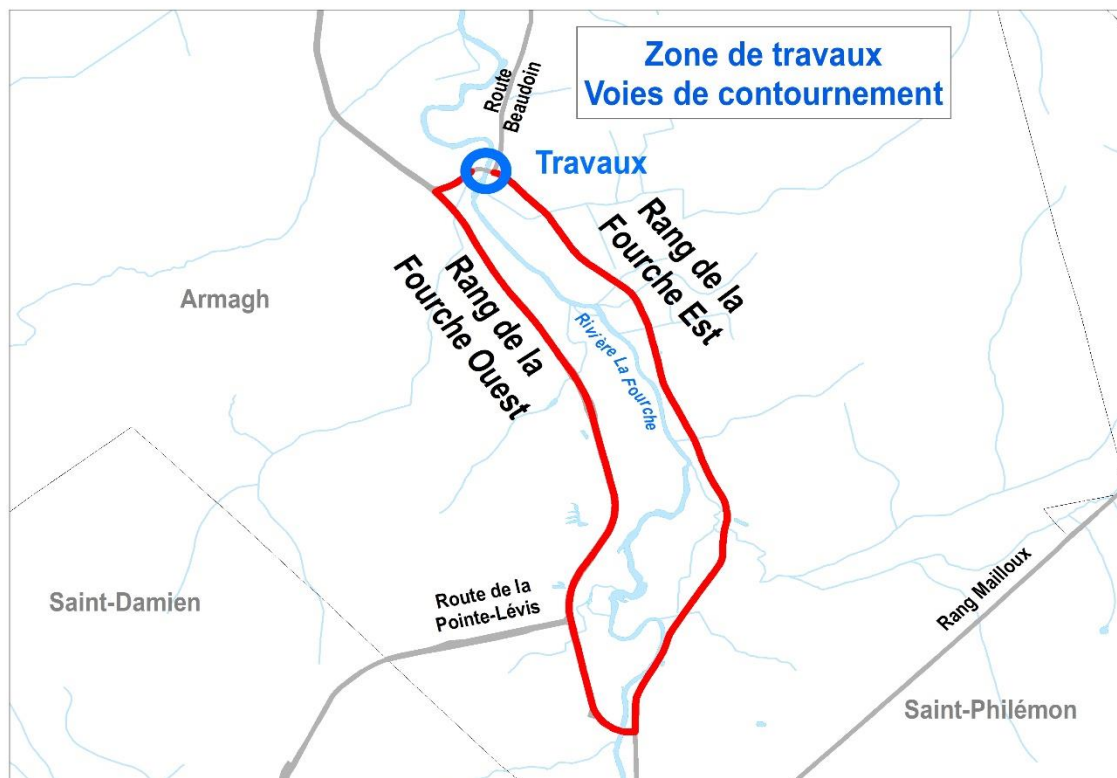 Zone de travaux
Voies de contournement
Route
Beaudoin
Travaux
Rang de la
Fourche Est
Armagh
Rang de la
Fourche Ouest
Rivière La Fourche
Saint-Damien
Route de la
Pointe-Lévis
Rang Mailloux
Saint-Philémon